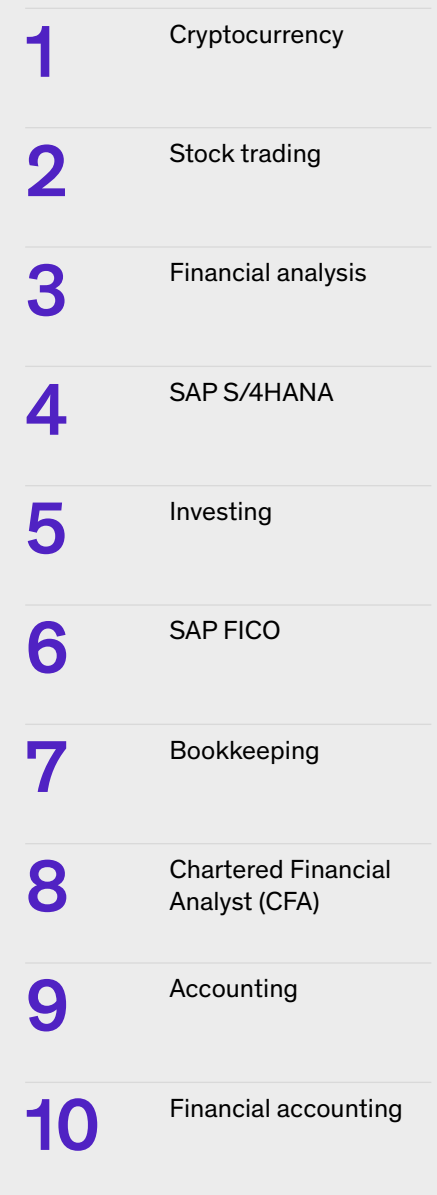 1
Cryptocurrency
2
Stock trading
3
Financial analysis
4
SAP S/4HANA
5
Investing
6
SAP FICO
7
Bookkeeping
8
Chartered Financial
Analyst (CFA)
9
Accounting
10
Financial accounting